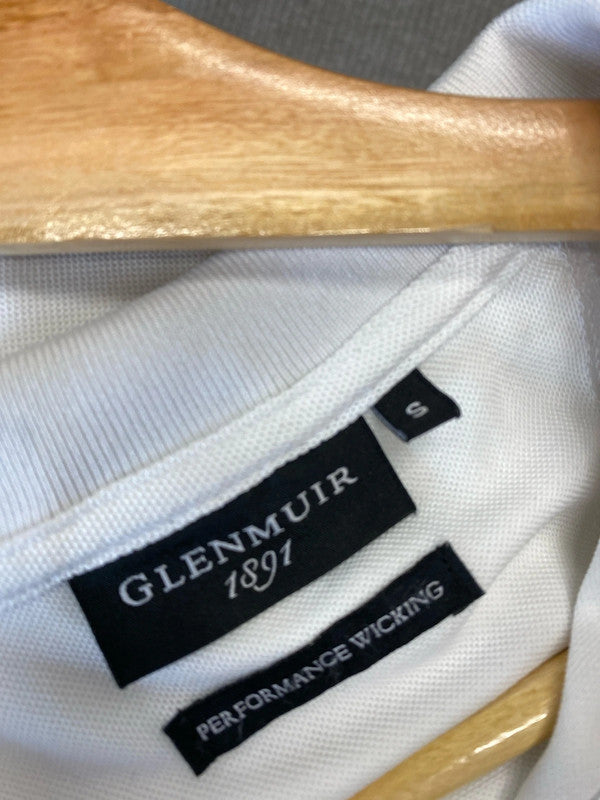 S
GLENMUIR
1891
PERFORMANCE WICKING